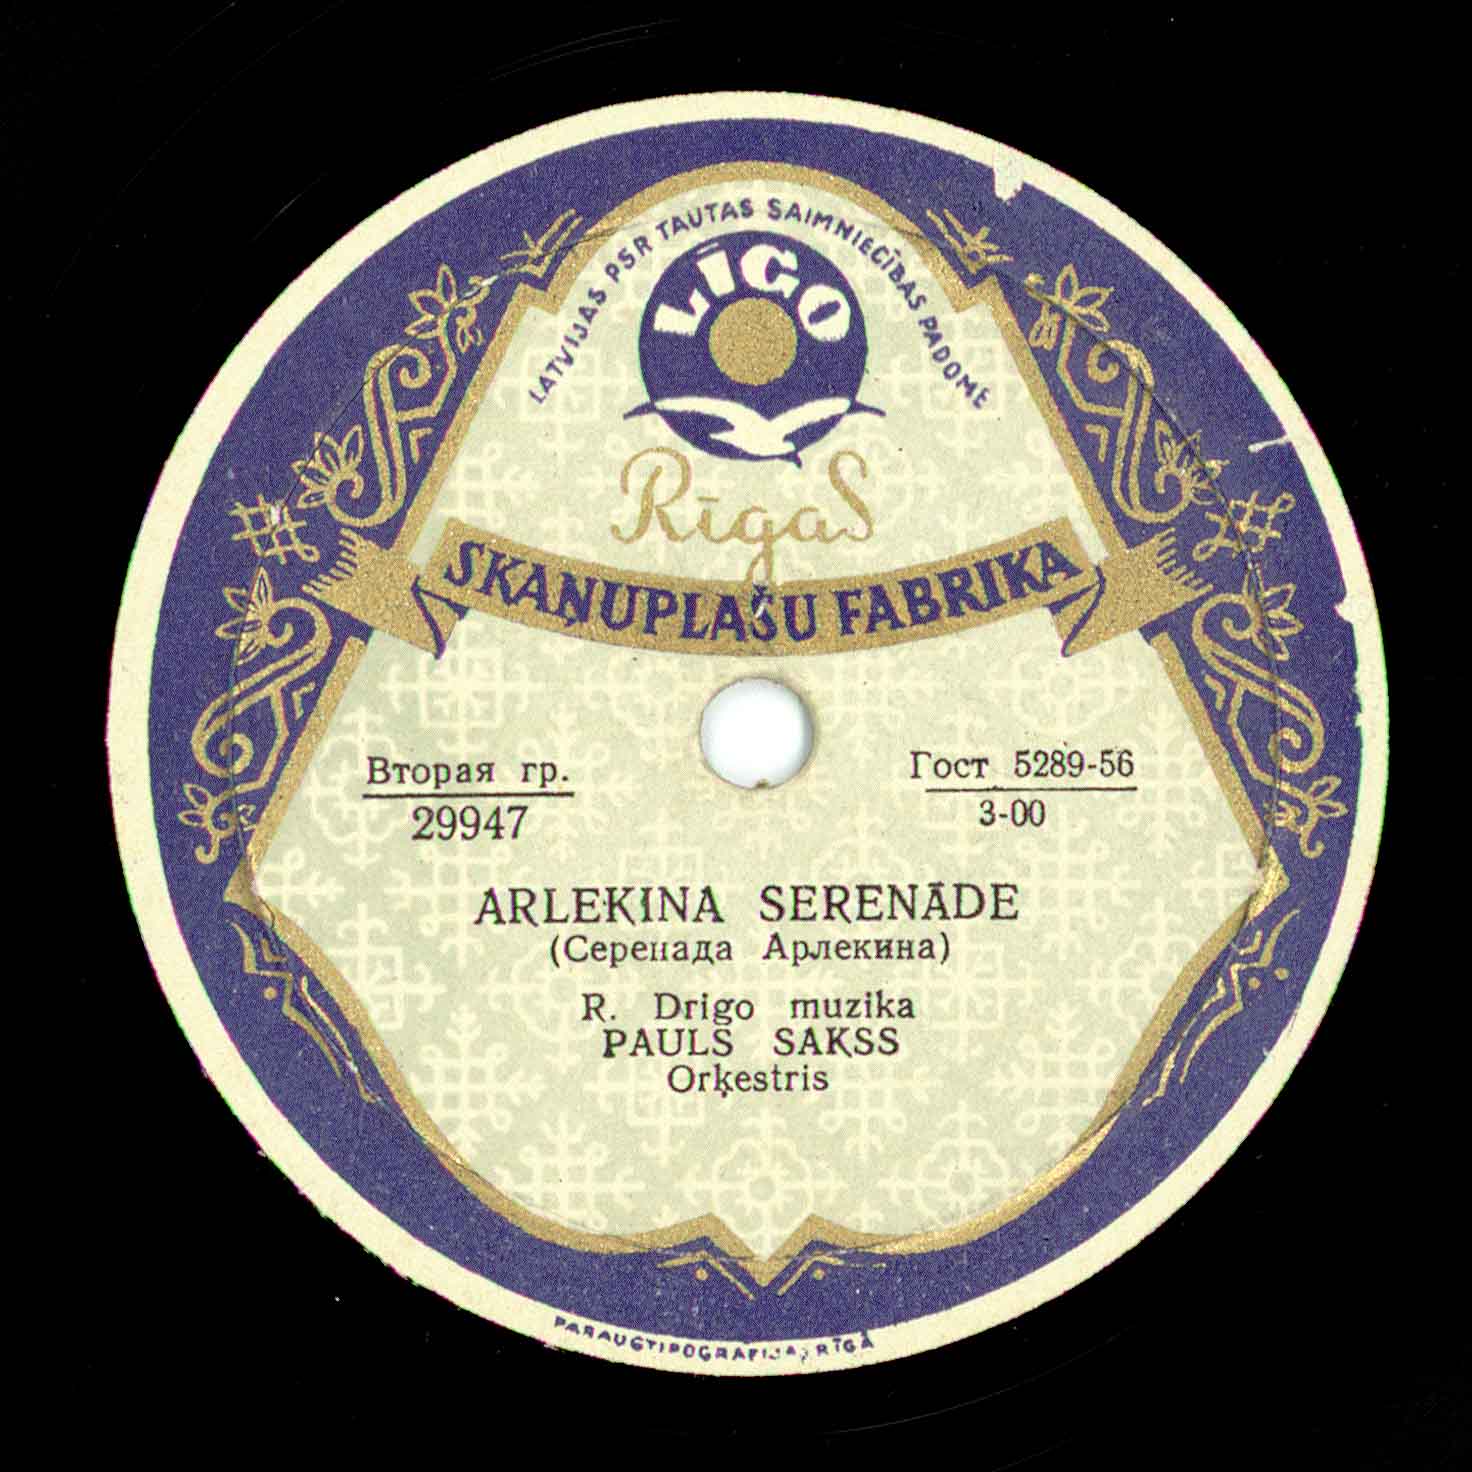 LATVIJAS PSR TAUTAS SAIMNIECĪBAS PADOME
LĪGO
Rīgas
SKAŅUPLAŠU FABRIKA
Вторая гр.
29947
Гост 5289-56
3-00
ARLEKINA SERENĀDE
(Серенада Арлекина)
R. Drigo muzika
PAULS SAKSS
Orķestris
PARAUGTIPOGRAFIJA, RĪGĀ